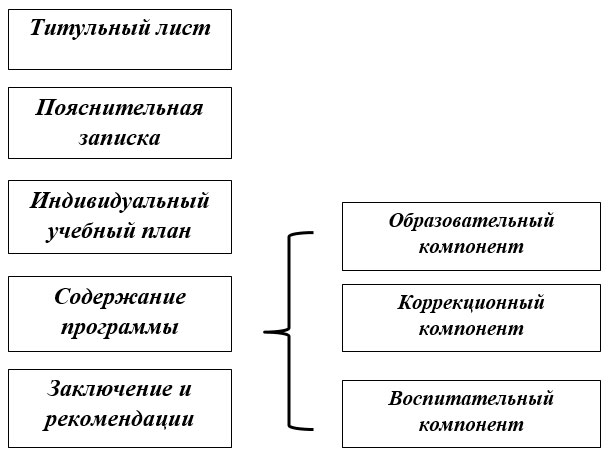 Титульный лист
Пояснительная
записка
Индивидуальный
учебный план
Содержание
программы
Заключение и
рекомендации
Образовательный
компонент
Коррекционный
компонент
Воспитательный
компонент